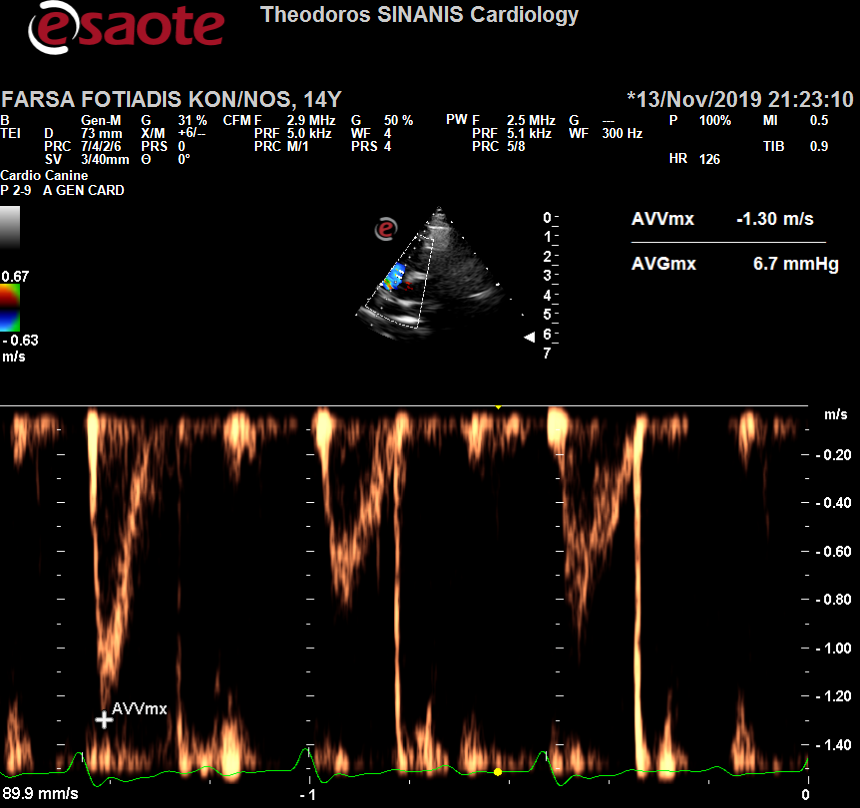 esaote
Theodoros SINANIS Cardiology
FARSA FOTIADIS KON/NOS, 14Y *13/Nov/2019 21:23:10
B Gen-M G 31 % CFM F 2.9 MHz G 50 % PW F 2.5 MHz G --- P 100% MI 0.5
TEI D 73 mm X/M +6/-- PRF 5.0 kHz WF 4 PRF 5.1 kHz WF 300 Hz
PRC 7/4/2/6 PRS 0 PRC M/1 PRS 4 PRC 5/8 TIB 0.9
SV 3/40mm Θ 0° HR 126
Cardio Canine
P 2-9 A GEN CARD
e
0
1
2
3
4
5
6
7
AVVmx -1.30 m/s
AVGmx 6.7 mmHg
0.67
- 0.63
m/s
m/s
- 0.20
- 0.40
- 0.60
- 0.80
- 1.00
- 1.20
- 1.40
AVVmx
89.9 mm/s -1 0